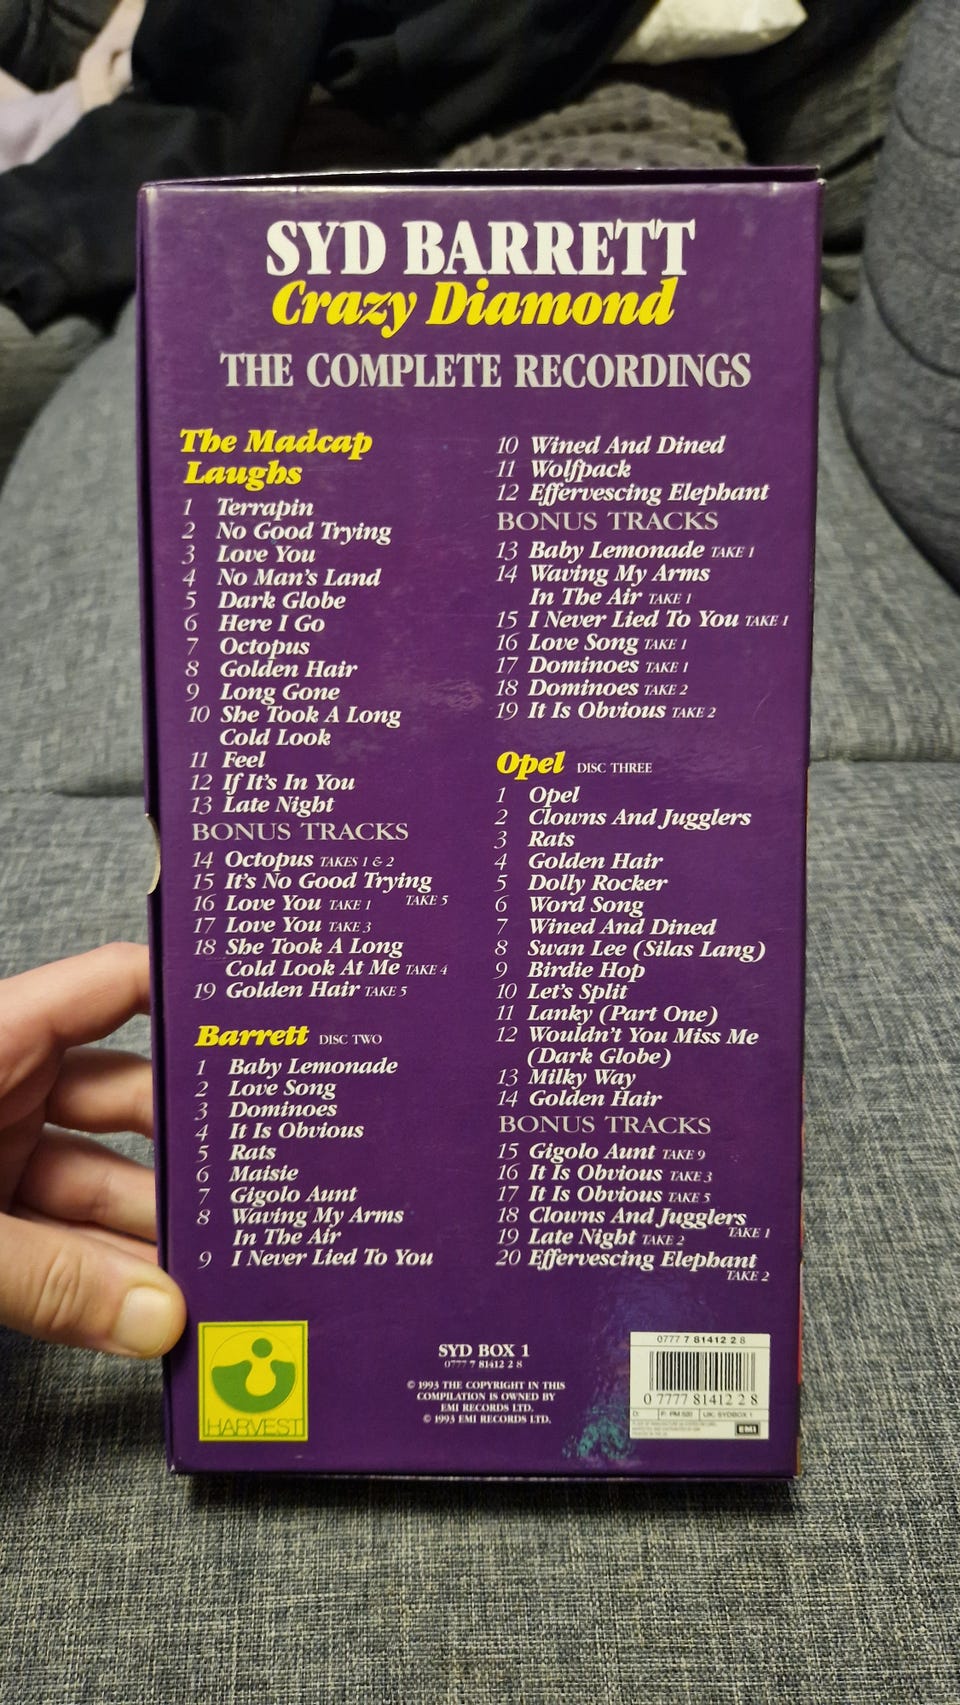 SYD BARRETT
Crazy Diamond
THE COMPLETE RECORDINGS
The Madcap
Laughs
1 Terrapin
2 No Good Trying
3 Love You
4 No Man's Land
5 Dark Globe
6 Here I Go
7 Octopus
8 Golden Hair
9 Long Gone
10 She Took A Long
Cold Look
11 Feel
12 If It's In You
13 Late Night
BONUS TRACKS
14 Octopus TAKES 1 & 2
15 It's No Good Trying
TAKE 5
16 Love You TAKE 1
17 Love You TAKE 3
18 She Took A Long
Cold Look At Me TAKE 4
19 Golden Hair TAKE 5
Barrett DISC TWO
1 Baby Lemonade
2 Love Song
3 Dominoes
4 It Is Obvious
5 Rats
6 Maisie
7 Gigolo Aunt
8 Waving My Arms
In The Air
9 I Never Lied To You
10 Wined And Dined
11 Wolfpack
12 Effervescing Elephant
BONUS TRACKS
13 Baby Lemonade TAKE 1
14 Waving My Arms
In The Air TAKE 1
15 I Never Lied To You TAKE 1
16 Love Song TAKE 1
17 Dominoes TAKE 1
18 Dominoes TAKE 2
19 It Is Obvious TAKE 2
Opel DISC THREE
1 Opel
2 Clowns And Jugglers
3 Rats
4 Golden Hair
5 Dolly Rocker
6 Word Song
7 Wined And Dined
8 Swan Lee (Silas Lang)
9 Birdie Hop
10 Let's Split
11 Lanky (Part One)
12 Wouldn't You Miss Me
(Dark Globe)
13 Milky Way
14 Golden Hair
BONUS TRACKS
15 Gigolo Aunt TAKE 9
16 It Is Obvious TAKE 3
17 It Is Obvious TAKE 5
18 Clowns And Jugglers
TAKE 1
19 Late Night TAKE 2
20 Effervescing Elephant
TAKE 2
HARVEST
SYD BOX 1
0777 7 81412 2 8
© 1993 THE COPYRIGHT IN THIS
COMPILATION IS OWNED BY
EMI RECORDS LTD.
© 1993 EMI RECORDS LTD.
0777 7 81412 2 8
0 77778 1412 2 8
D: F: PM 520 UK: SYDBOX 1
EMI